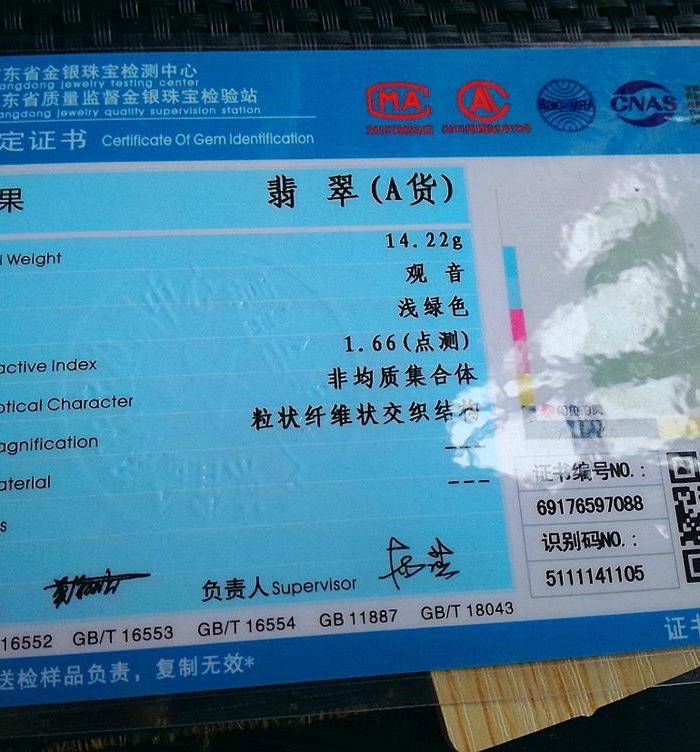 东省金银珠宝检测中心
angdong jewelry testing center
东省质量监督金银珠宝检验站
angdong jewelry quality supervision station
定证书 Certificate Of Gem Identification
MA
CNAS
果
翡 翠(A货)
Weight
14.22g
观 音
浅绿色
active Index
1.66(点测)
ptical Character
非均质集合体
agnification
粒状纤维状交织结构
---
aterial
---
s
证书编号NO.:
69176597088
识别码NO.:
5111141105
负责人Supervisor
16552 GB/T 16553 GB/T 16554 GB 11887 GB/T 18043
送检样品负责，复制无效*
证书